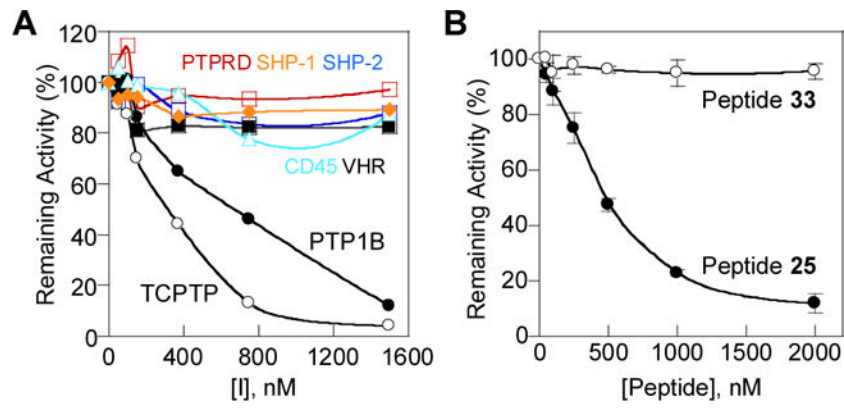 A
120
100
80
60
40
20
0
Remaining Activity (%)
PTPRD SHP-1 SHP-2
CD45 VHR
PTP1B
TCPTP
0 400 800 1200 1600
[I], nM
B
100
80
60
40
20
0
Remaining Activity (%)
Peptide 33
Peptide 25
0 500 1000 1500 2000
[Peptide], nM